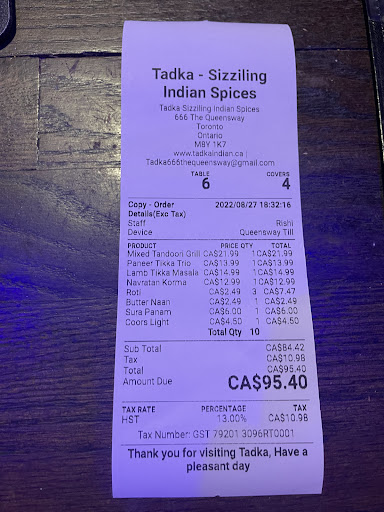 Tadka - Sizziling
Indian Spices
Tadka Sizzling Indian Spices
666 The Queensway
Toronto
Ontario
M8Y 1K7
www.tadkaindian.ca |
Tadka666thequeensway@gmail.com
TABLE COVERS
6 4
Copy - Order 2022/08/27 18:32:16
Details(Exc Tax)
Staff Rishi
Device Queensway Till
PRODUCT PRICE QTY TOTAL
Mixed Tandoori Grill CA$21.99 1 CA$21.99
Paneer Tikka Trio CA$13.99 1 CA$13.99
Lamb Tikka Masala CA$14.99 1 CA$14.99
Navratan Korma CA$12.99 1 CA$12.99
Roti CA$2.49 3 CA$7.47
Butter Naan CA$2.49 1 CA$2.49
Sura Panam CA$6.00 1 CA$6.00
Coors Light CA$4.50 1 CA$4.50
Total Qty 10
Sub Total CA$84.42
Tax CA$10.98
Total CA$95.40
Amount Due CA$95.40
TAX RATE PERCENTAGE TAX
HST 13.00% CA$10.98
Tax Number: GST 79201 3096RT0001
Thank you for visiting Tadka, Have a
pleasant day